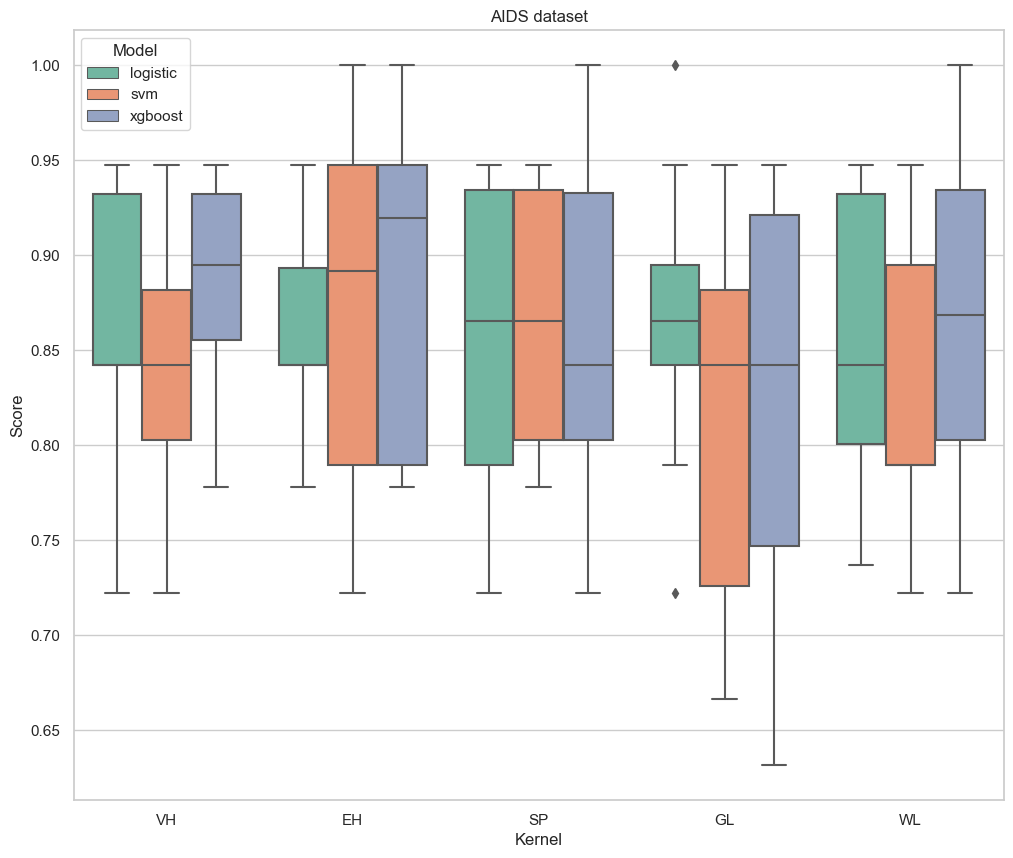 AIDS dataset
Model
logistic
svm
xgboost
Score
1.00
0.95
0.90
0.85
0.80
0.75
0.70
0.65
VH EH SP GL WL
Kernel